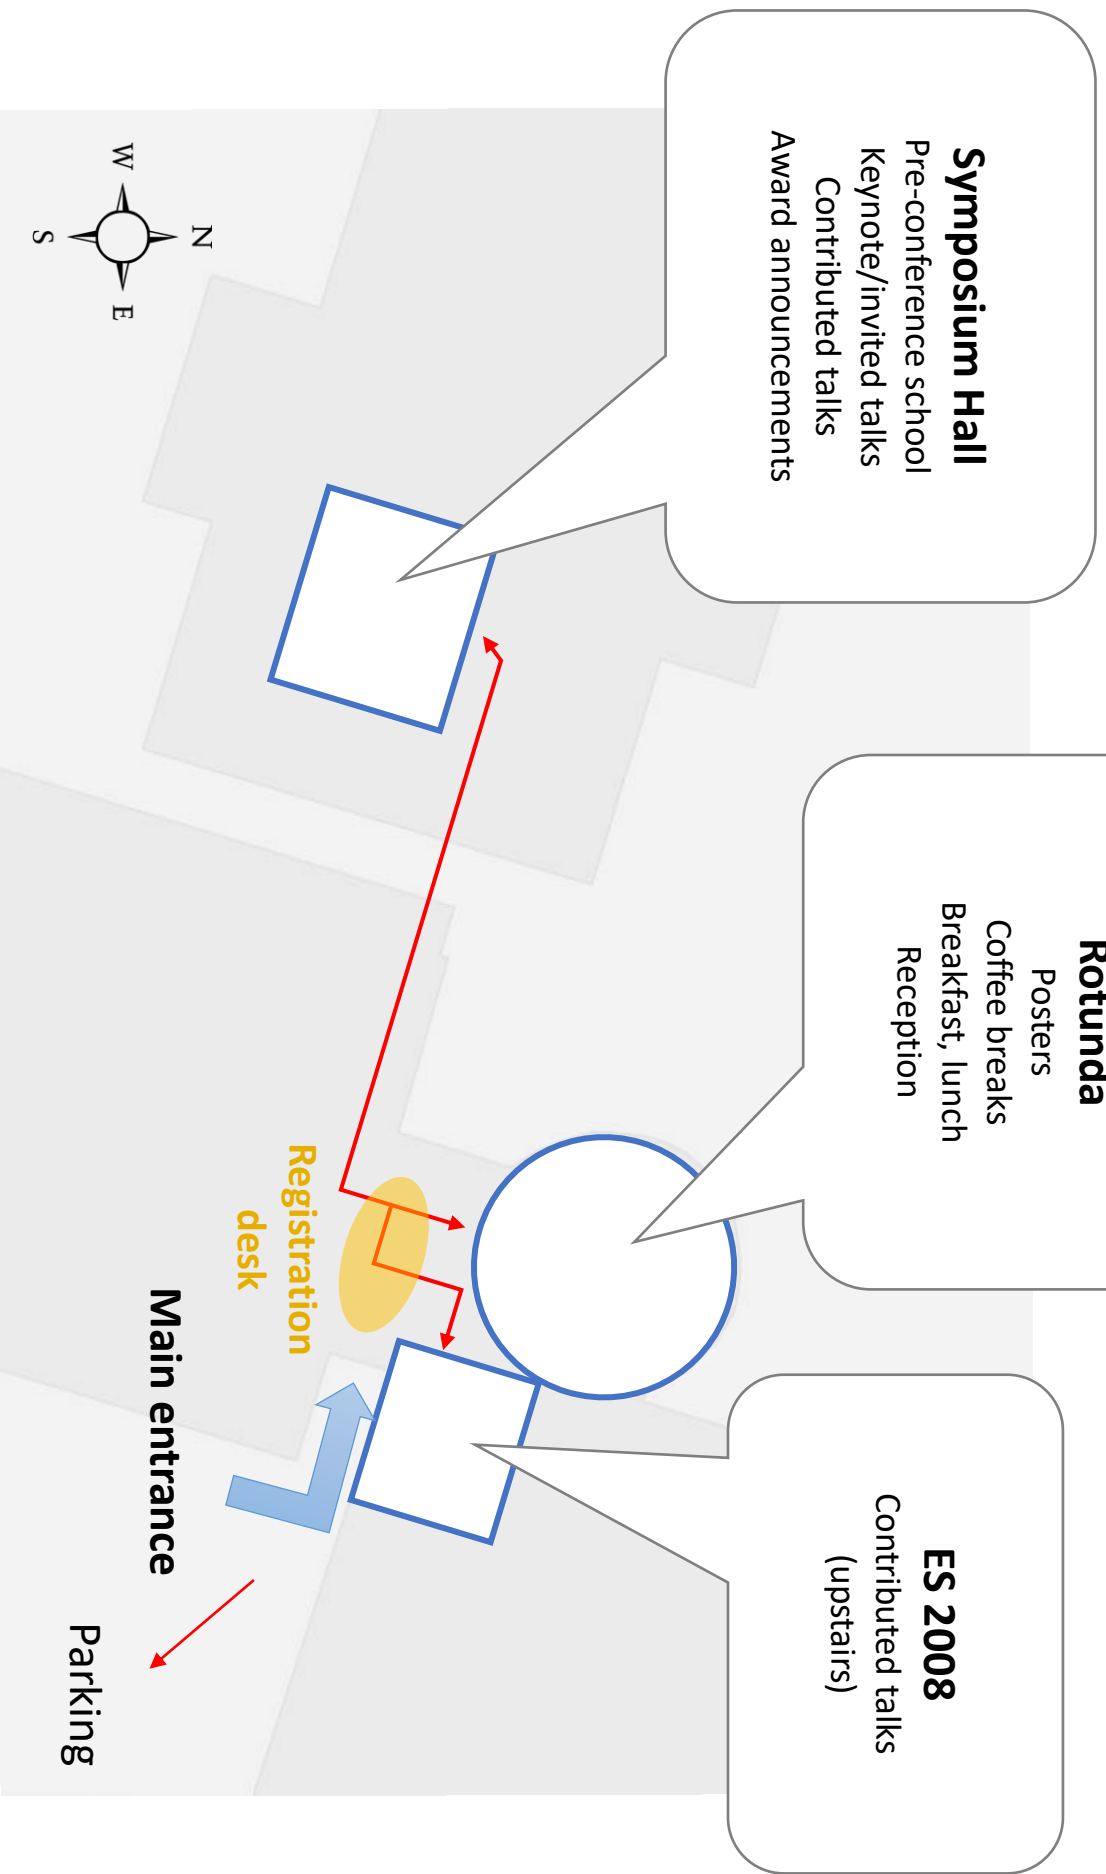 Symposium Hall
Pre-conference school
Keynote/invited talks
Contributed talks
Award announcements
Rotunda
Posters
Coffee breaks
Breakfast, lunch
Reception
ES 2008
Contributed talks
(upstairs)
N
W
E
S
Registration
desk
Main entrance
Parking